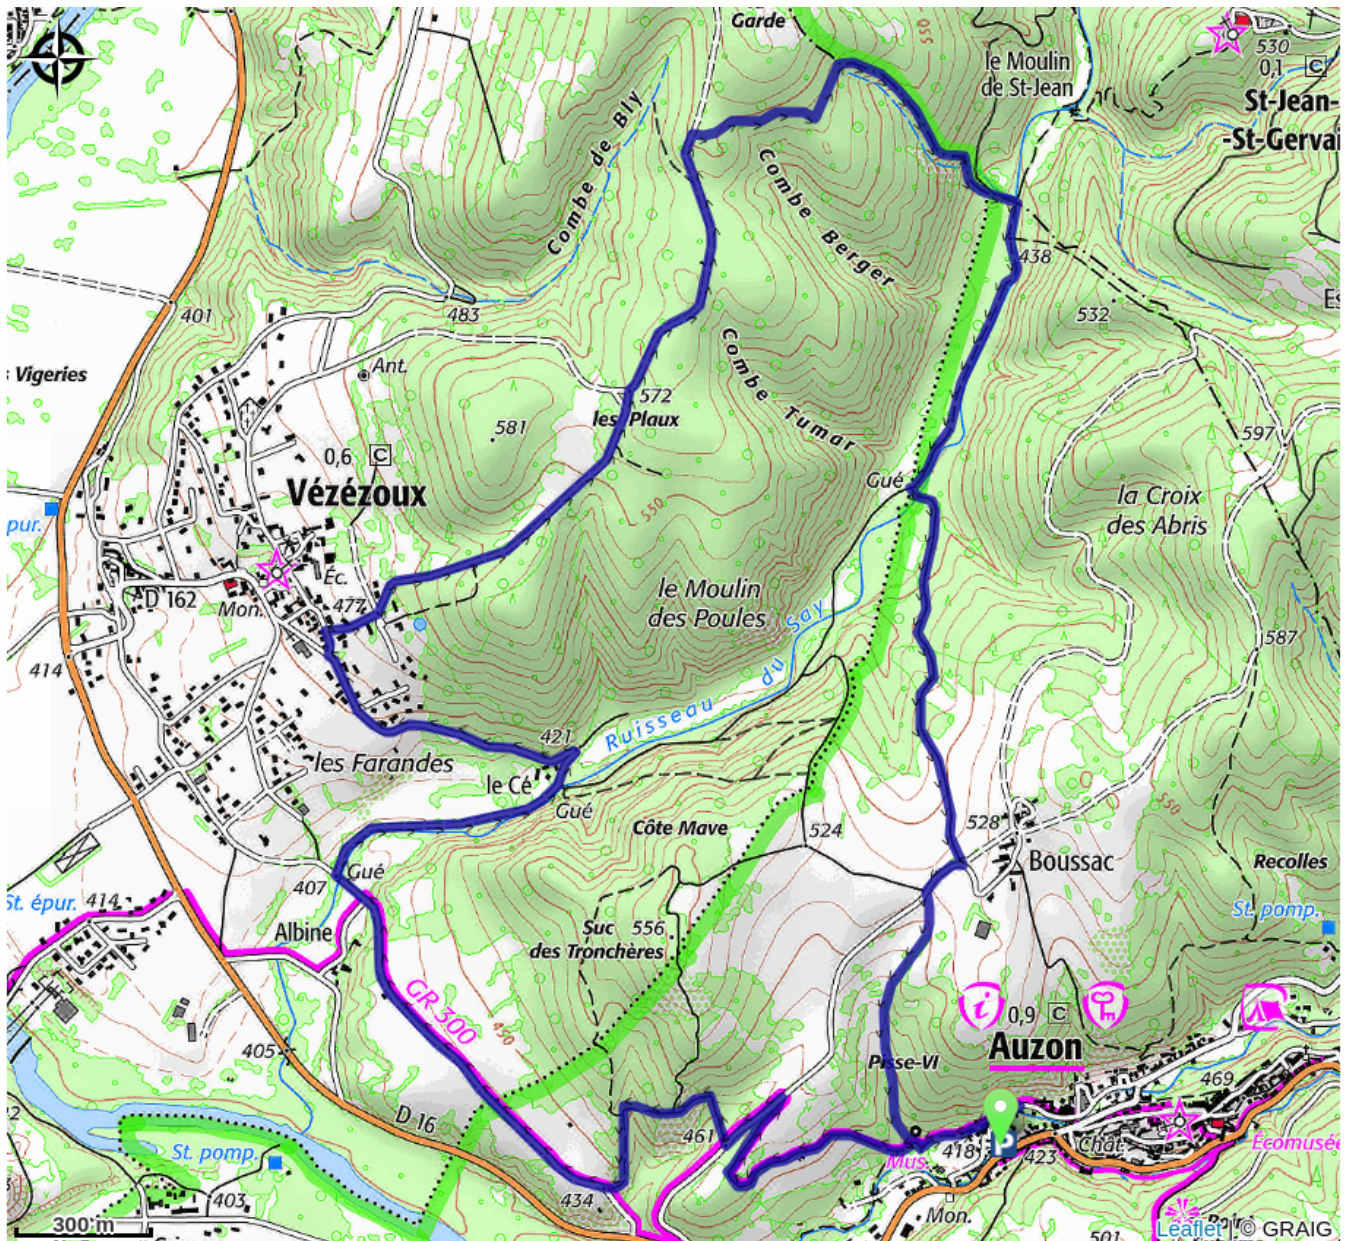 Garde
550
le Moulin
de St-Jean
530
0,1 C
St-Jean-
-St-Gervai
Combe de Bly
Combe Berger
438
532
401
483
Vigeries
Ant.
Combe Tumar
572
les Plaux
581
597
0,6 C
Vézézoux
Gué
la Croix
des Abris
550
épur.
Éc.
D 162
Mon.
477
le Moulin
des Poules
587
414
Ruisseau du Say
421
les Farandes
le Cé
Gué
Côte Mave
524
528
550
Boussac
Recolles
407
Gué
St. épur.
414
Albine
Suc
des Tronchères
556
St. pomp.
GR 300
450
0,9 C
Auzon
405
Pisse-Vl
469
D 16
461
418
P
423
Chât.
Mus.
Écomusée
St. pomp.
403
434
Mon.
501
300 m
Leaflet | © GRAIG